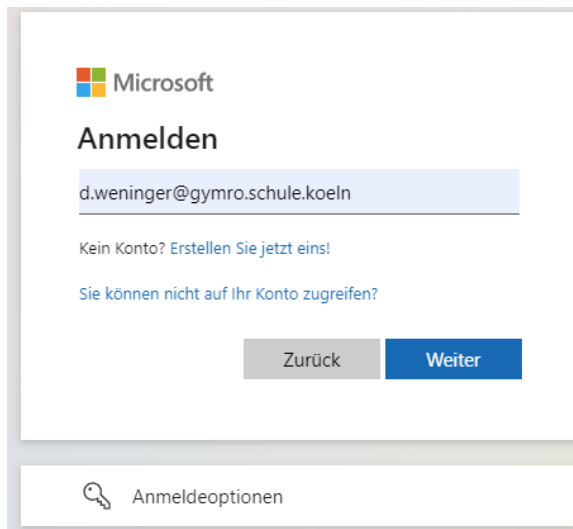 Microsoft
Anmelden
d.weninger@gymro.schule.koeln
Kein Konto? Erstellen Sie jetzt eins!
Sie können nicht auf Ihr Konto zugreifen?
Zurück Weiter
Anmeldeoptionen